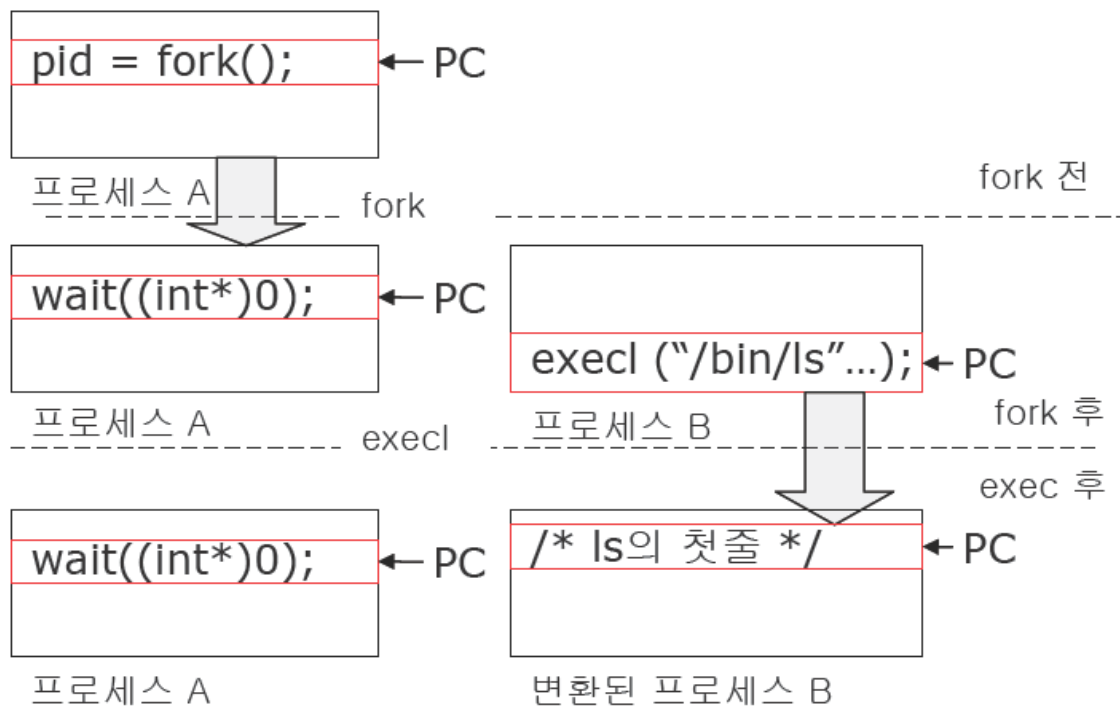 pid = fork();
PC
프로세스 A
fork
fork 전
wait((int*)0);
PC
execl (“/bin/ls”…);
PC
프로세스 A
프로세스 B
fork 후
execl
exec 후
wait((int*)0);
PC
/* ls의 첫줄 */
PC
프로세스 A
변환된 프로세스 B